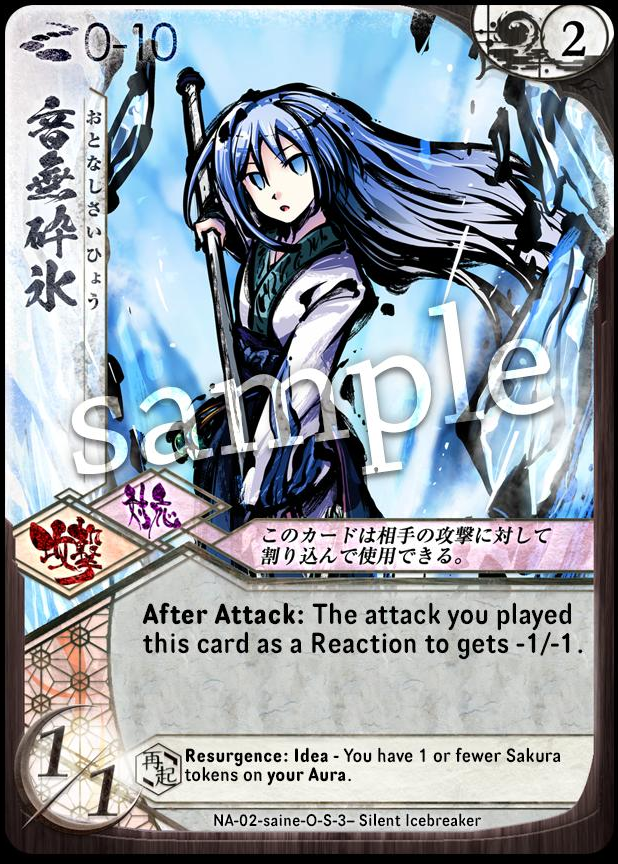 0-10
2
音無砕氷
おとなしさいひょう
sample
攻撃
対応
このカードは相手の攻撃に対して
割り込んで使用できる。
After Attack: The attack you played
this card as a Reaction to gets -1/-1.
1/1
再起
Resurgence: Idea - You have 1 or fewer Sakura
tokens on your Aura.
NA-02-saine-O-S-3– Silent Icebreaker